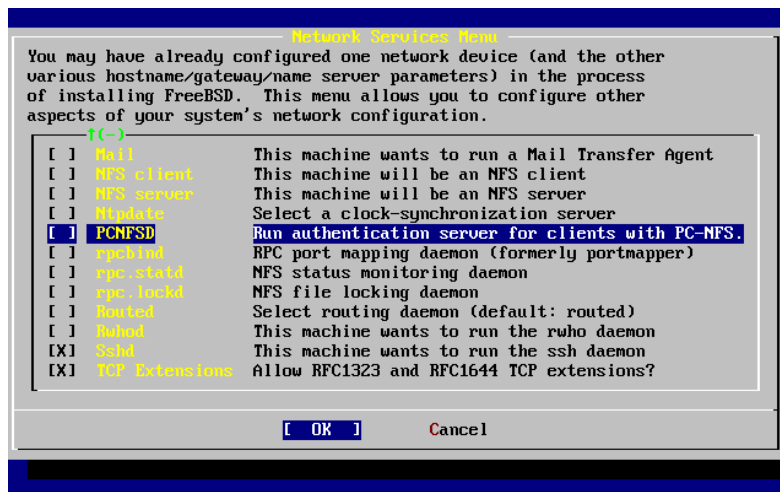 Network Services Menu
You may have already configured one network device (and the other
various hostname/gateway/name server parameters) in the process
of installing FreeBSD.  This menu allows you to configure other
aspects of your system's network configuration.
↑(-)
[ ] Mail This machine wants to run a Mail Transfer Agent
[ ] NFS client This machine will be an NFS client
[ ] NFS server This machine will be an NFS server
[ ] Ntpdate Select a clock-synchronization server
[ ] PCNFSD Run authentication server for clients with PC-NFS.
[ ] rpcbind RPC port mapping daemon (formerly portmapper)
[ ] rpc.statd NFS status monitoring daemon
[ ] rpc.lockd NFS file locking daemon
[ ] Routed Select routing daemon (default: routed)
[ ] Rwhod This machine wants to run the rwho daemon
[X] Sshd This machine wants to run the ssh daemon
[X] TCP Extensions Allow RFC1323 and RFC1644 TCP extensions?
[ OK ] Cancel